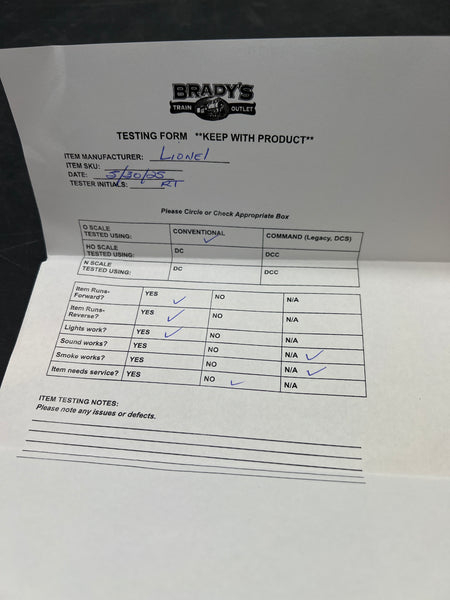 BRADY'S
TRAIN OUTLET
TESTING FORM **KEEP WITH PRODUCT**
ITEM MANUFACTURER: LIONEL
ITEM SKU:
DATE: 5/30/25
TESTER INITIALS: RT
Please Circle or Check Appropriate Box
O SCALE TESTED USING: CONVENTIONAL ✓ COMMAND (Legacy, DCS)
HO SCALE TESTED USING: DC DCC
N SCALE TESTED USING: DC DCC
Item Runs- Forward? YES ✓ NO N/A
Item Runs- Reverse? YES ✓ NO N/A
Lights work? YES ✓ NO N/A
Sound works? YES NO N/A ✓
Smoke works? YES NO N/A ✓
Item needs service? YES NO ✓ N/A
ITEM TESTING NOTES:
Please note any issues or defects.